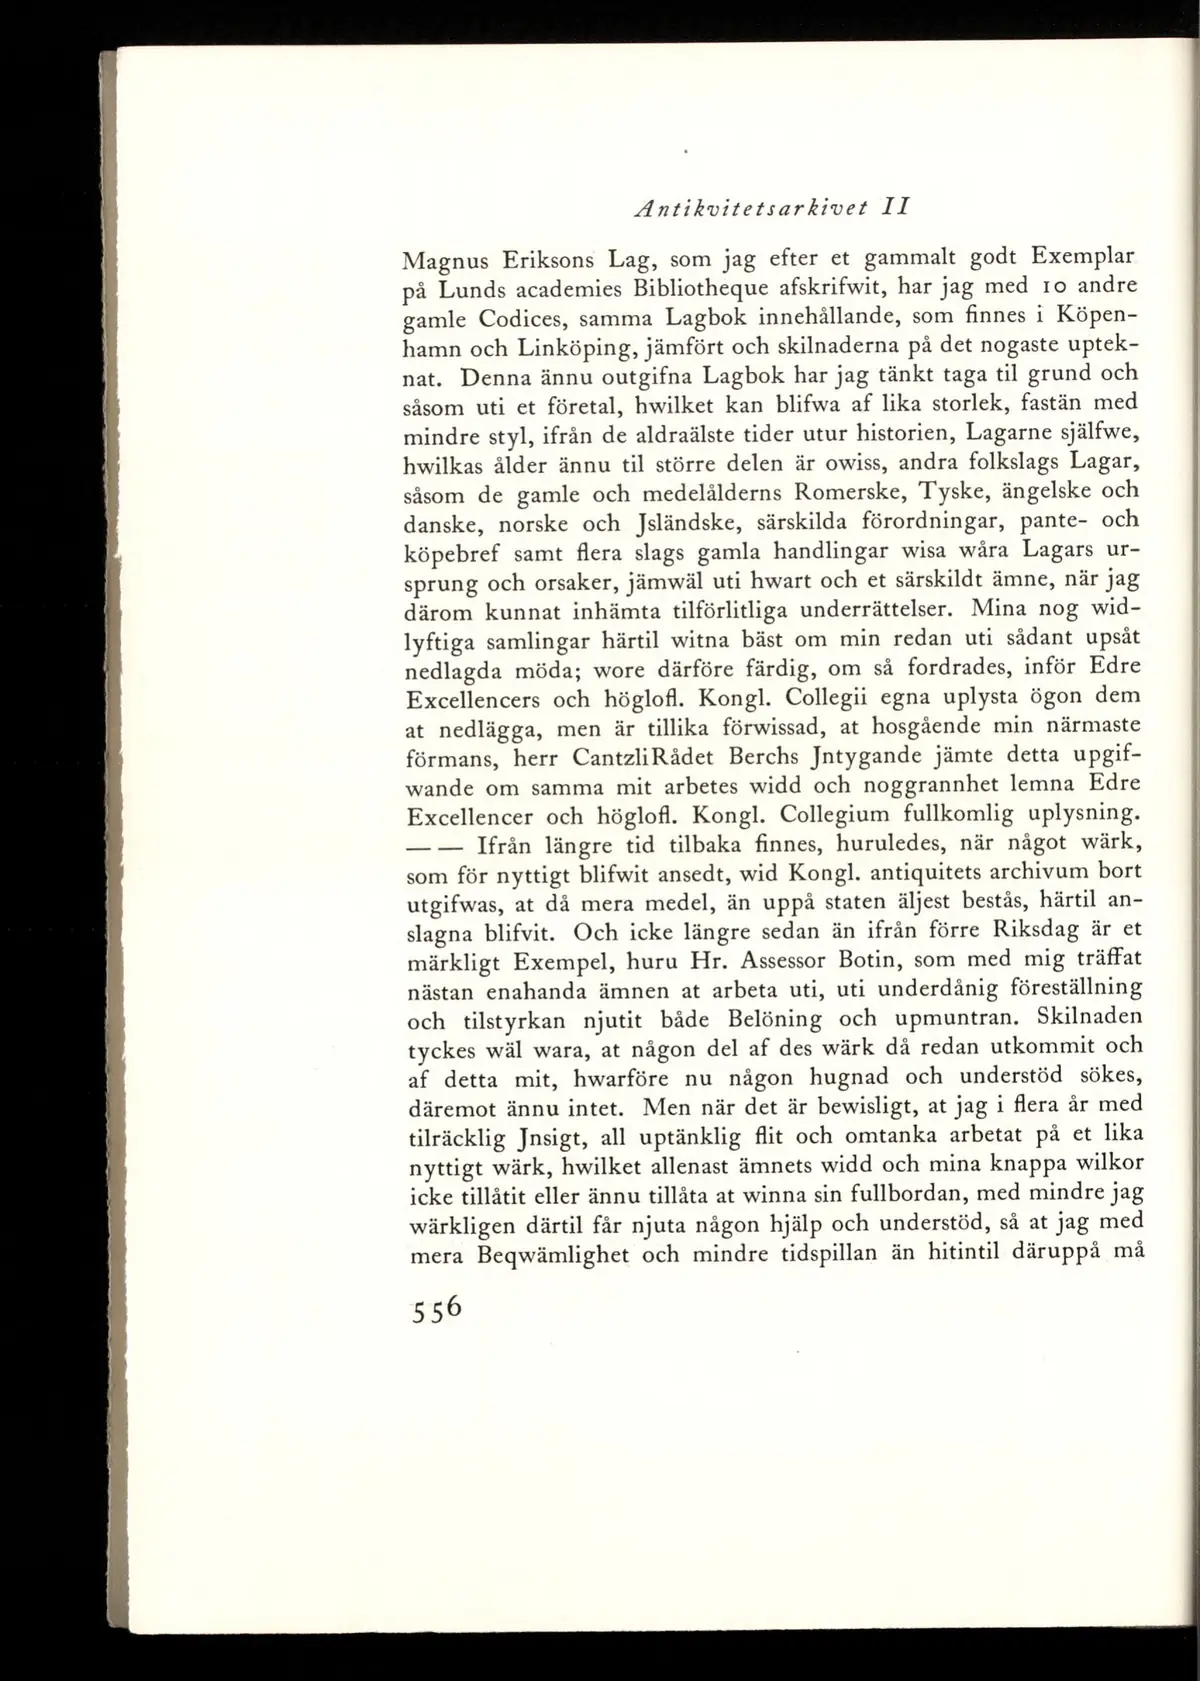 Antikvitetsarkivet II
Magnus Eriksons Lag, som jag efter et gammalt godt Exemplar
på Lunds academies Bibliotheque afskrifwit, har jag med 10 andre
gamle Codices, samma Lagbok innehållande, som finnes i Köpen-
hamn och Linköping, jämfört och skilnaderna på det nogaste uptek-
nat. Denna ännu outgifna Lagbok har jag tänkt taga til grund och
såsom uti et företal, hwilket kan blifwa af lika storlek, fastän med
mindre styl, ifrån de aldraälste tider utur historien, Lagarne själfwe,
hwilkas ålder ännu til större delen är owiss, andra folkslags Lagar,
såsom de gamle och medelålderns Romerske, Tyske, ängelske och
danske, norske och Jsländske, särskilda förordningar, pante- och
köpebref samt flera slags gamla handlingar wisa wåra Lagars ur-
sprung och orsaker, jämwäl uti hwart och et särskildt ämne, när jag
därom kunnat inhämta tilförlitliga underrättelser. Mina nog wid-
lyftiga samlingar härtil witna bäst om min redan uti sådant upsåt
nedlagda möda; wore därföre färdig, om så fordrades, inför Edre
Excellencers och höglofl. Kongl. Collegii egna uplysta ögon dem
at nedlägga, men är tillika förwissad, at hosgående min närmaste
förmans, herr CantzliRådet Berchs Jntygande jämte detta upgif-
wande om samma mit arbetes widd och noggrannhet lemna Edre
Excellencer och höglofl. Kongl. Collegium fullkomlig uplysning.
— — Ifrån längre tid tilbaka finnes, huruledes, när något wärk,
som för nyttigt blifwit ansedt, wid Kongl. antiquitets archivum bort
utgifwas, at då mera medel, än uppå staten äljest bestås, härtil an-
slagna blifvit. Och icke längre sedan än ifrån förre Riksdag är et
märkligt Exempel, huru Hr. Assessor Botin, som med mig träffat
nästan enahanda ämnen at arbeta uti, uti underdånig föreställning
och tilstyrkan njutit både Belöning och upmuntran. Skilnaden
tyckes wäl wara, at någon del af des wärk då redan utkommit och
af detta mit, hwarföre nu någon hugnad och understöd sökes,
däremot ännu intet. Men när det är bewisligt, at jag i flera år med
tilräcklig Jnsigt, all uptänklig flit och omtanka arbetat på et lika
nyttigt wärk, hwilket allenast ämnets widd och mina knappa wilkor
icke tillåtit eller ännu tillåta at winna sin fullbordan, med mindre jag
wärkligen därtil får njuta någon hjälp och understöd, så at jag med
mera Beqwämlighet och mindre tidspillan än hitintil däruppå må
556